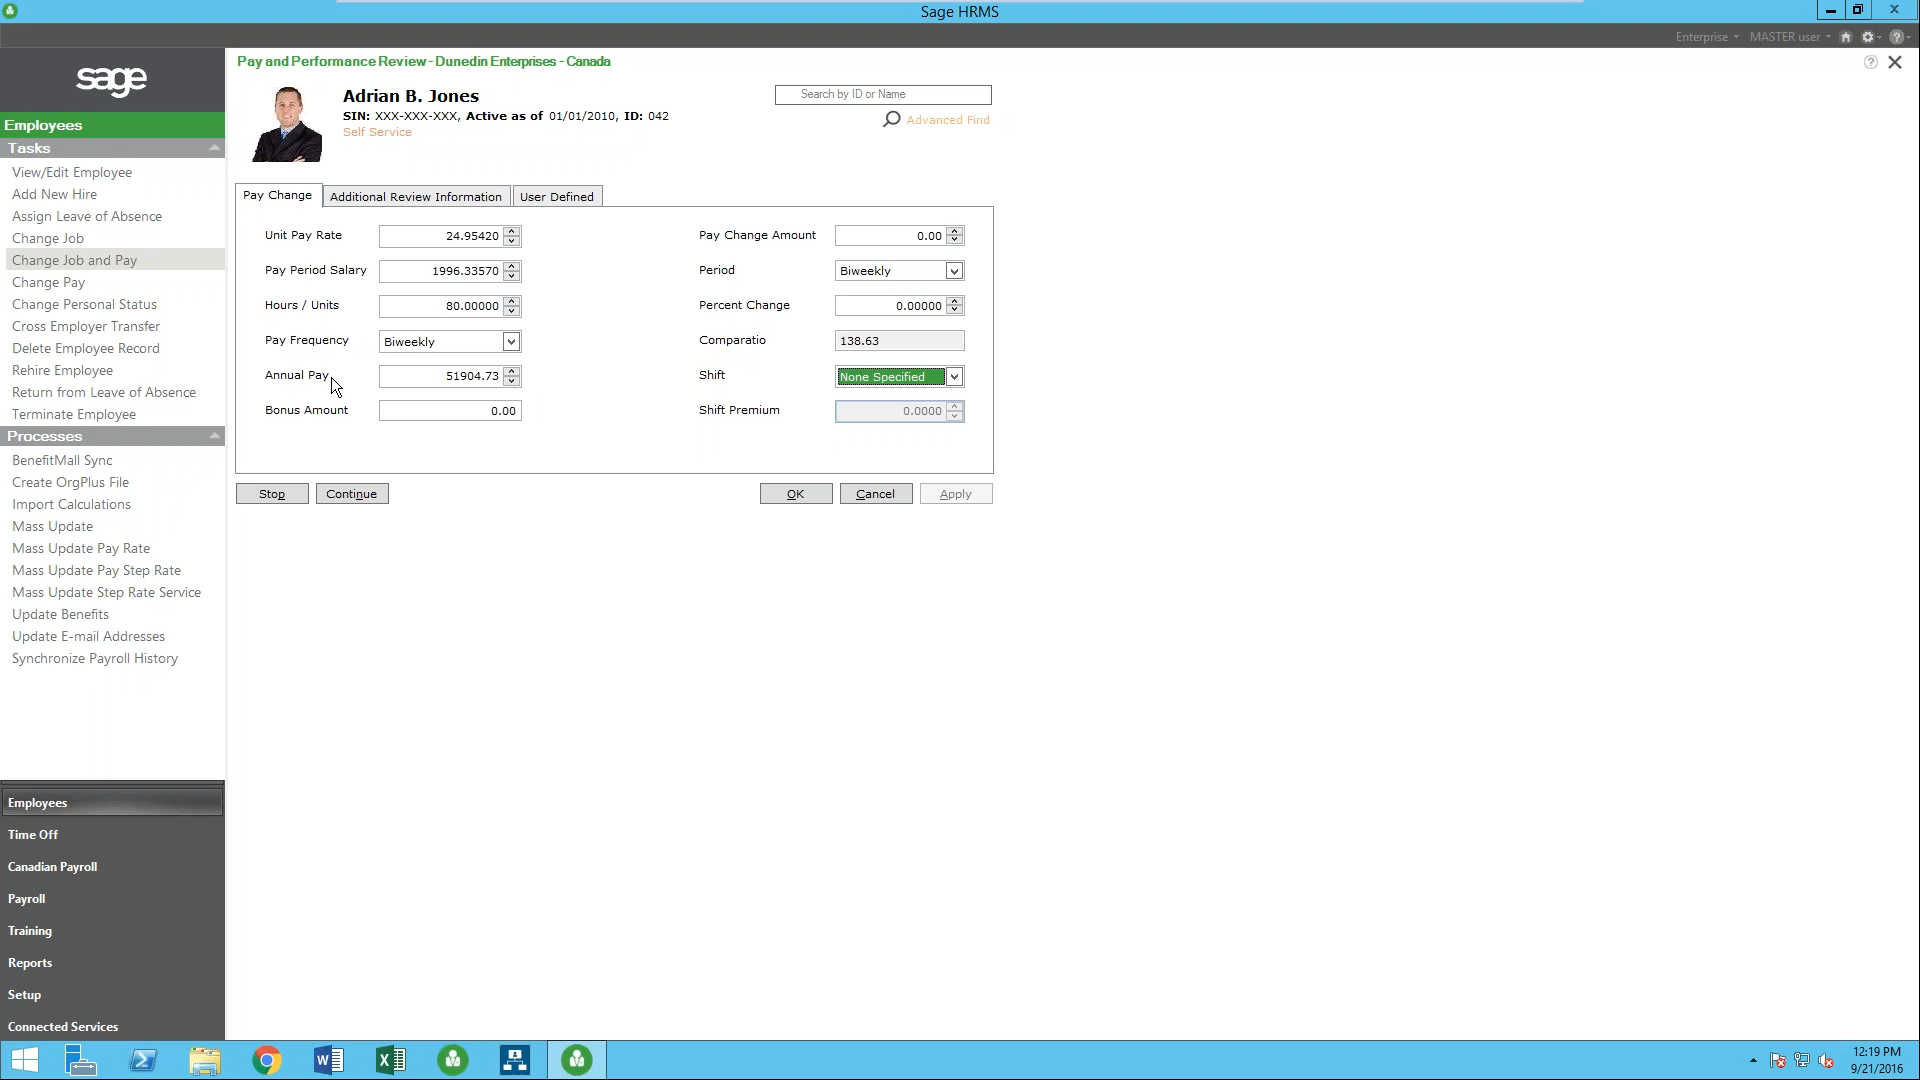 Sage HRMS
Enterprise MASTER user
sage
Employees
Tasks
View/Edit Employee
Add New Hire
Assign Leave of Absence
Change Job
Change Job and Pay
Change Pay
Change Personal Status
Cross Employer Transfer
Delete Employee Record
Rehire Employee
Return from Leave of Absence
Terminate Employee
Processes
BenefitMall Sync
Create OrgPlus File
Import Calculations
Mass Update
Mass Update Pay Rate
Mass Update Pay Step Rate
Mass Update Step Rate Service
Update Benefits
Update E-mail Addresses
Synchronize Payroll History
Employees
Time Off
Canadian Payroll
Payroll
Training
Reports
Setup
Connected Services
Pay and Performance Review - Dunedin Enterprises - Canada
Adrian B. Jones
SIN: XXX-XXX-XXX, Active as of 01/01/2010, ID: 042
Self Service
Search by ID or Name
Advanced Find
Pay Change Additional Review Information User Defined
Unit Pay Rate 24.95420 Pay Change Amount 0.00
Pay Period Salary 1996.33570 Period Biweekly
Hours / Units 80.00000 Percent Change 0.00000
Pay Frequency Biweekly Comparatio 138.63
Annual Pay 51904.73 Shift None Specified
Bonus Amount 0.00 Shift Premium 0.0000
Stop Continue OK Cancel Apply
12:19 PM
9/21/2016